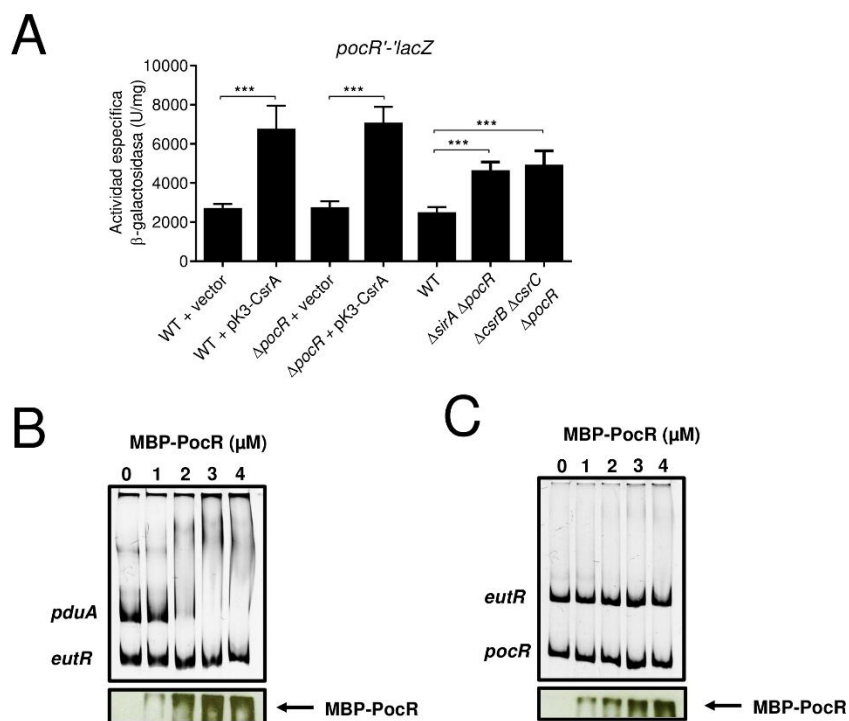 A
pocR'-'lacZ
Actividad específica
β-galactosidasa (U/mg)
10000
8000
6000
4000
2000
0
***
***
***
***
WT + vector
WT + pK3-CsrA
ΔpocR + vector
ΔpocR + pK3-CsrA
WT
ΔsirA ΔpocR
ΔcsrB ΔcsrC
ΔpocR
B
MBP-PocR (µM)
0 1 2 3 4
pduA
eutR
MBP-PocR
C
MBP-PocR (µM)
0 1 2 3 4
eutR
pocR
MBP-PocR